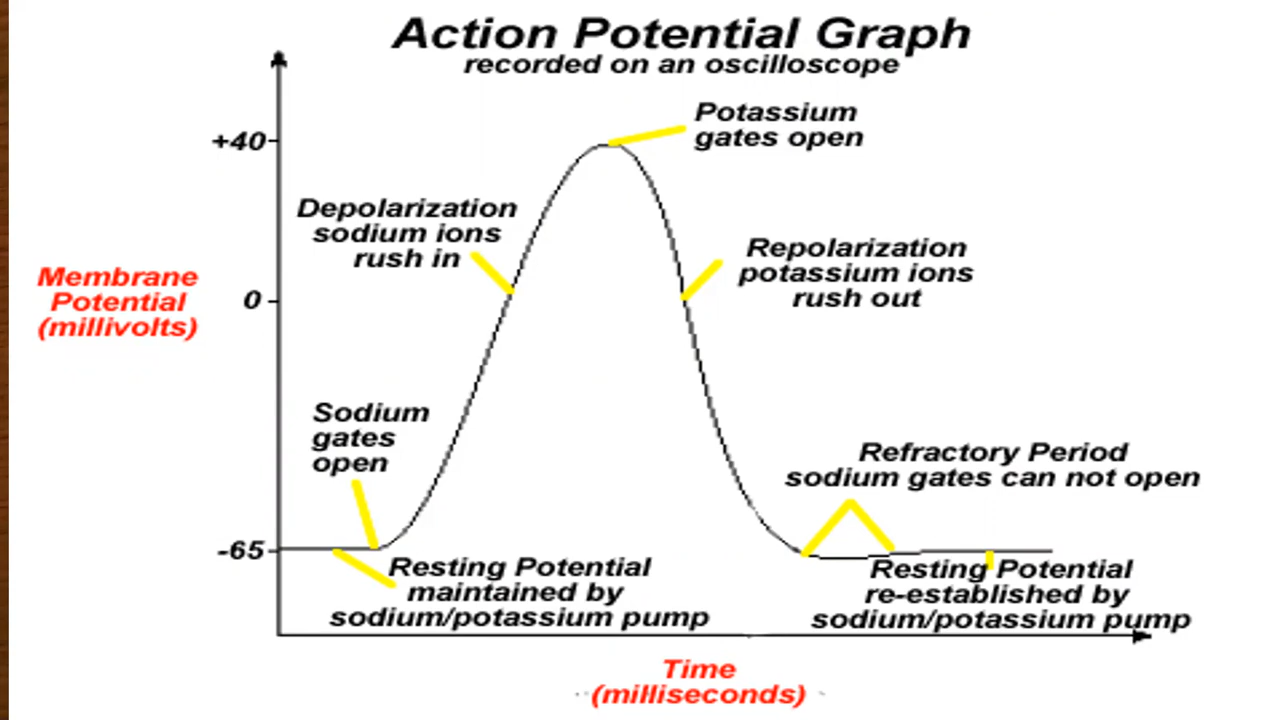 Action Potential Graph
recorded on an oscilloscope
Potassium
gates open
+40
Depolarization
sodium ions
rush in
Repolarization
potassium ions
rush out
Membrane
Potential
(millivolts)
0
Sodium
gates
open
Refractory Period
sodium gates can not open
-65
Resting Potential
maintained by
sodium/potassium pump
Resting Potential
re-established by
sodium/potassium pump
Time
(milliseconds)